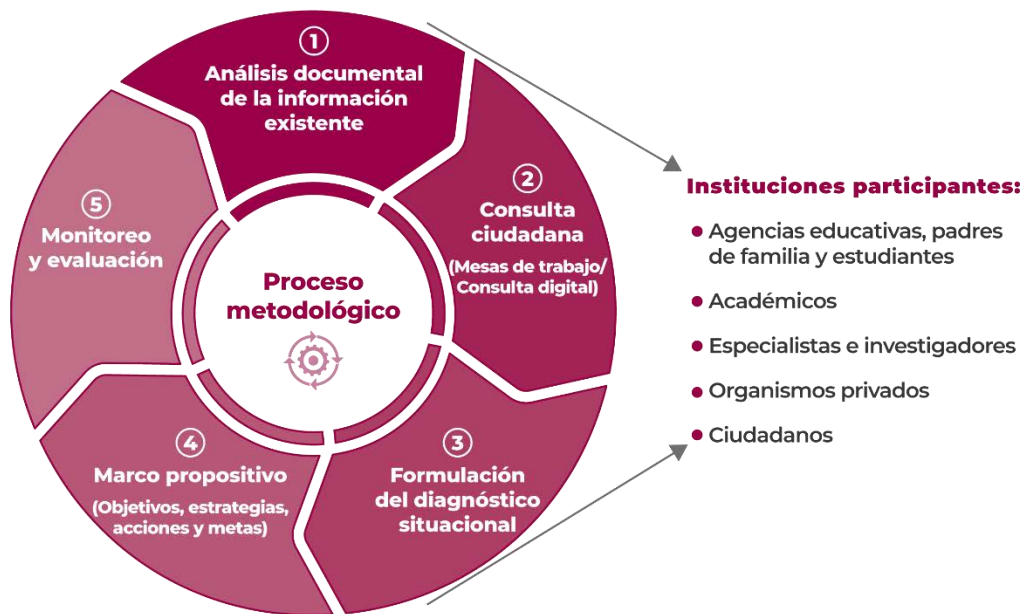 ①
Análisis documental
de la información
existente
②
Consulta
ciudadana
(Mesas de trabajo/
Consulta digital)
③
Formulación
del diagnóstico
situacional
④
Marco propositivo
(Objetivos, estrategias,
acciones y metas)
⑤
Monitoreo
y evaluación
Proceso
metodológico
Instituciones participantes:
• Agencias educativas, padres
de familia y estudiantes
• Académicos
• Especialistas e investigadores
• Organismos privados
• Ciudadanos